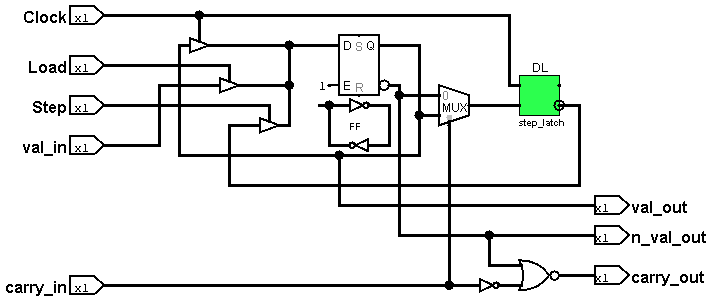 Clock x1
DL
D S Q
Load x1
1 E R
0
MUX
Step x1
FF
step_latch
val_in x1
x1 val_out
x1 n_val_out
carry_in x1
x1 carry_out